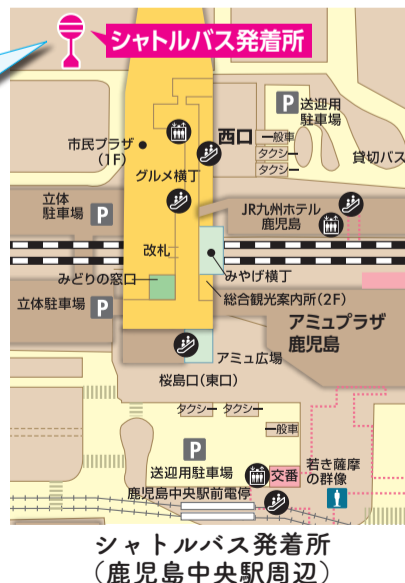 シャトルバス発着所
P
送迎用
駐車場
西口
一般車
タクシー
タクシー
貸切バス
市民プラザ
(1F)
グルメ横丁
立体
駐車場
P
JR九州ホテル
鹿児島
改札
みどりの窓口
みやげ横丁
総合観光案内所(2F)
立体駐車場
P
アミュプラザ
鹿児島
アミュ広場
桜島口(東口)
タクシー
タクシー
一般車
P
送迎用駐車場
交番
若き薩摩
の群像
鹿児島中央駅前電停
シャトルバス発着所
(鹿児島中央駅周辺)